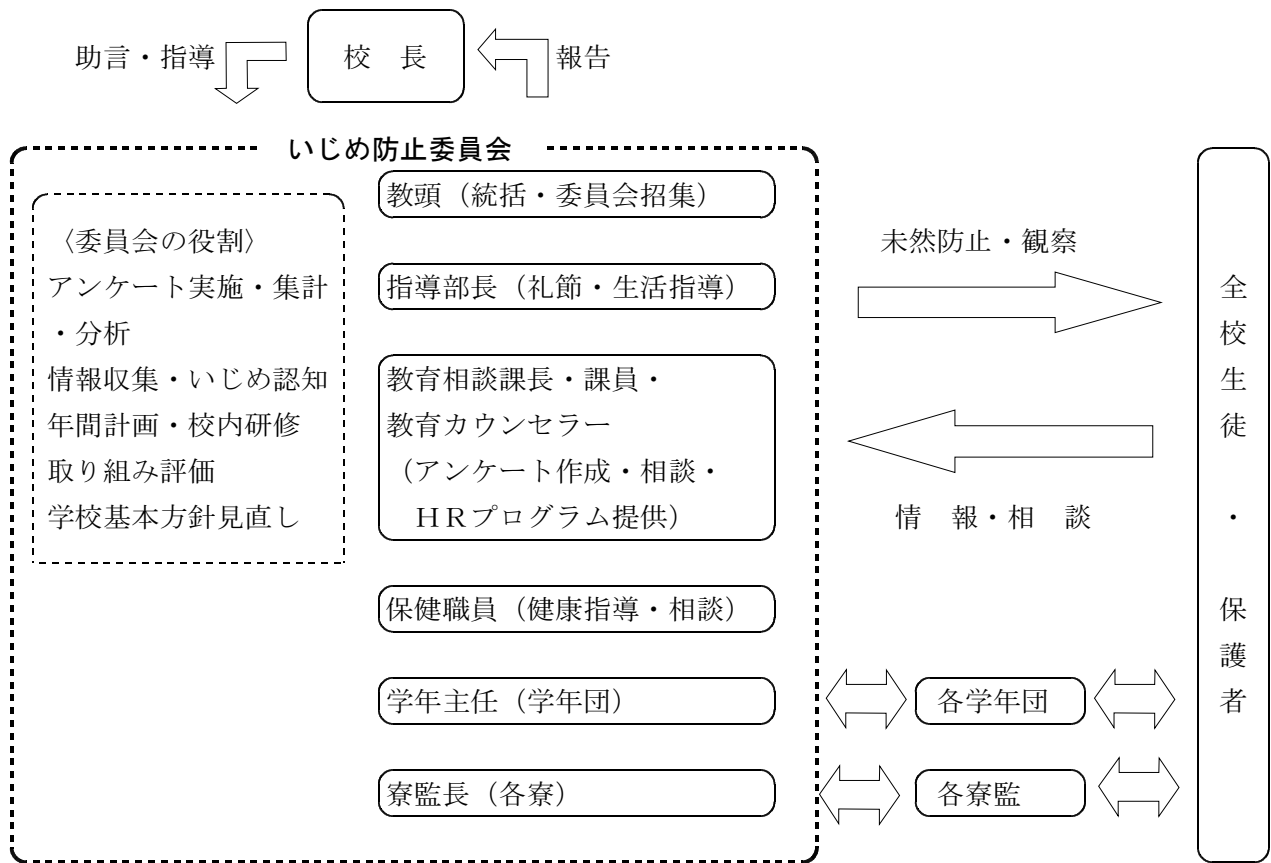 助言・指導
校　長
報告
いじめ防止委員会
〈委員会の役割〉
アンケート実施・集計
・分析
情報収集・いじめ認知
年間計画・校内研修
取り組み評価
学校基本方針見直し
教頭（統括・委員会招集）
指導部長（礼節・生活指導）
教育相談課長・課員・
教育カウンセラー
（アンケート作成・相談・
ＨＲプログラム提供）
保健職員（健康指導・相談）
学年主任（学年団）
寮監長（各寮）
未然防止・観察
情　報・相　談
各学年団
各寮監
全校生徒　・　保護者